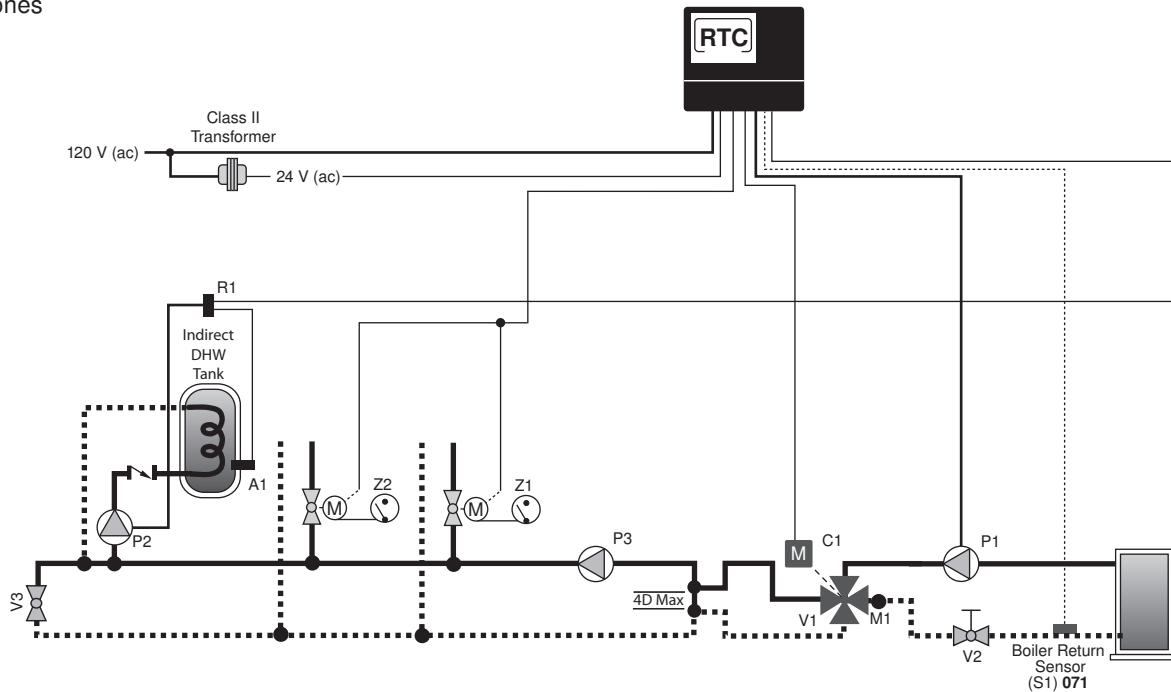 ones
RTC
Class II
Transformer
120 V (ac)
24 V (ac)
R1
Indirect
DHW
Tank
A1
Z2
Z1
M
M
P2
P3
C1
M
P1
V3
4D Max
V1
M1
V2
Boiler Return
Sensor
(S1) 071